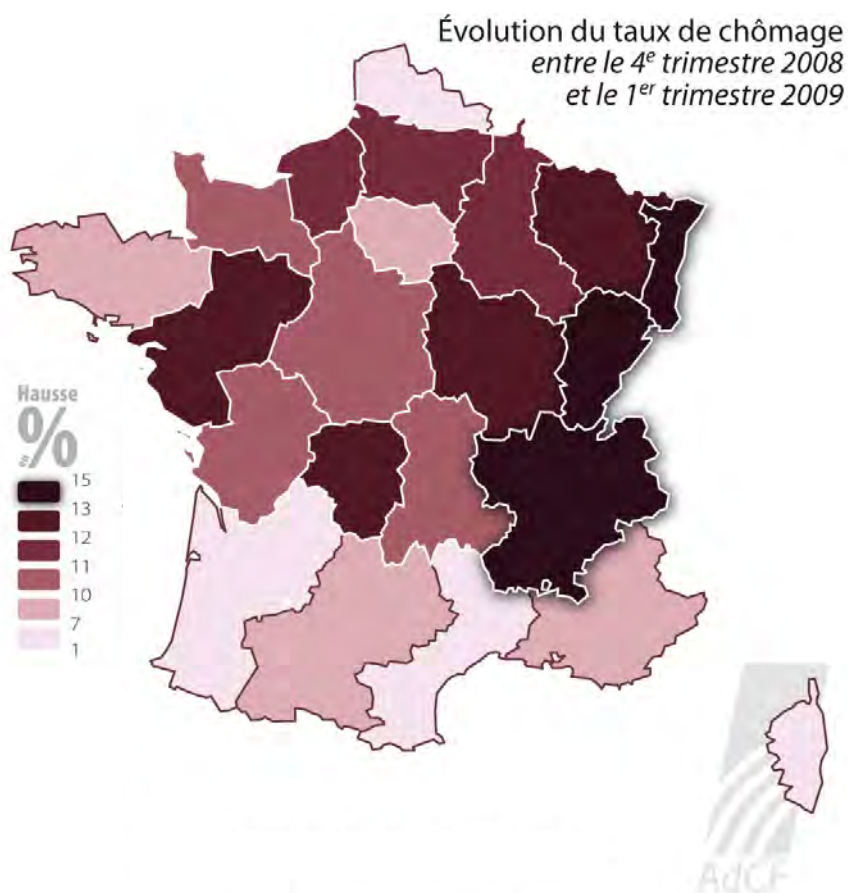 Évolution du taux de chômage
entre le 4e trimestre 2008
et le 1er trimestre 2009
Hausse
en %
15
13
12
11
10
7
1
AdCF